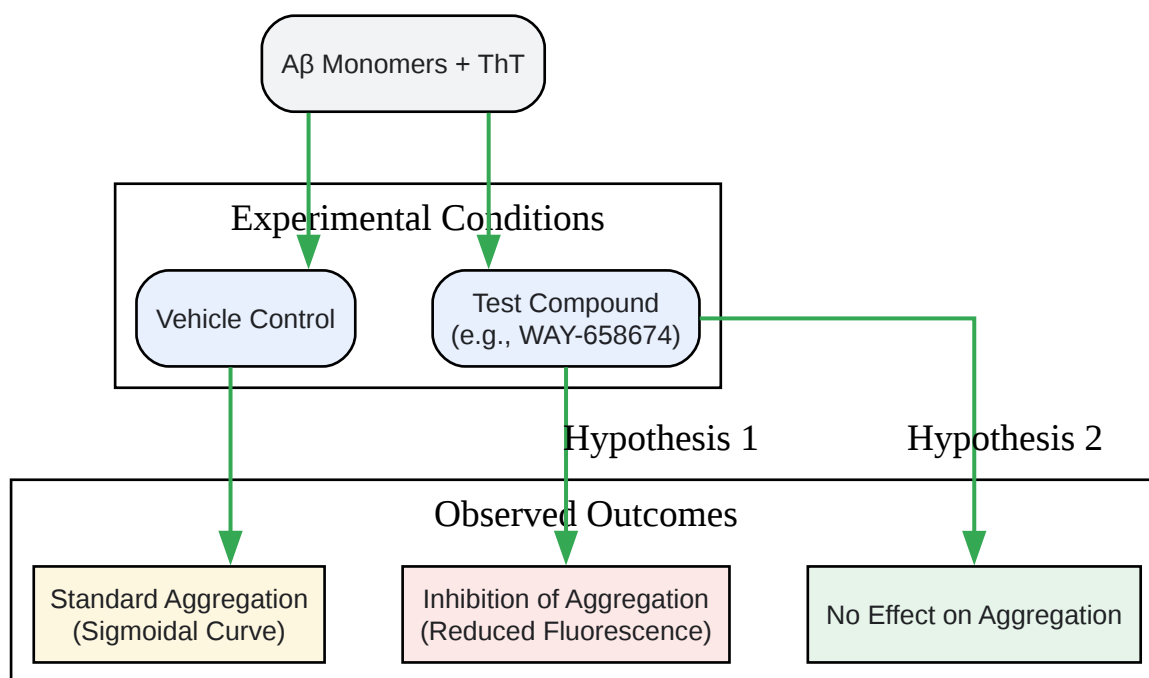 Aβ Monomers + ThT
Experimental Conditions
Vehicle Control
Test Compound
(e.g., WAY-658674)
Hypothesis 1
Hypothesis 2
Observed Outcomes
Standard Aggregation
(Sigmoidal Curve)
Inhibition of Aggregation
(Reduced Fluorescence)
No Effect on Aggregation